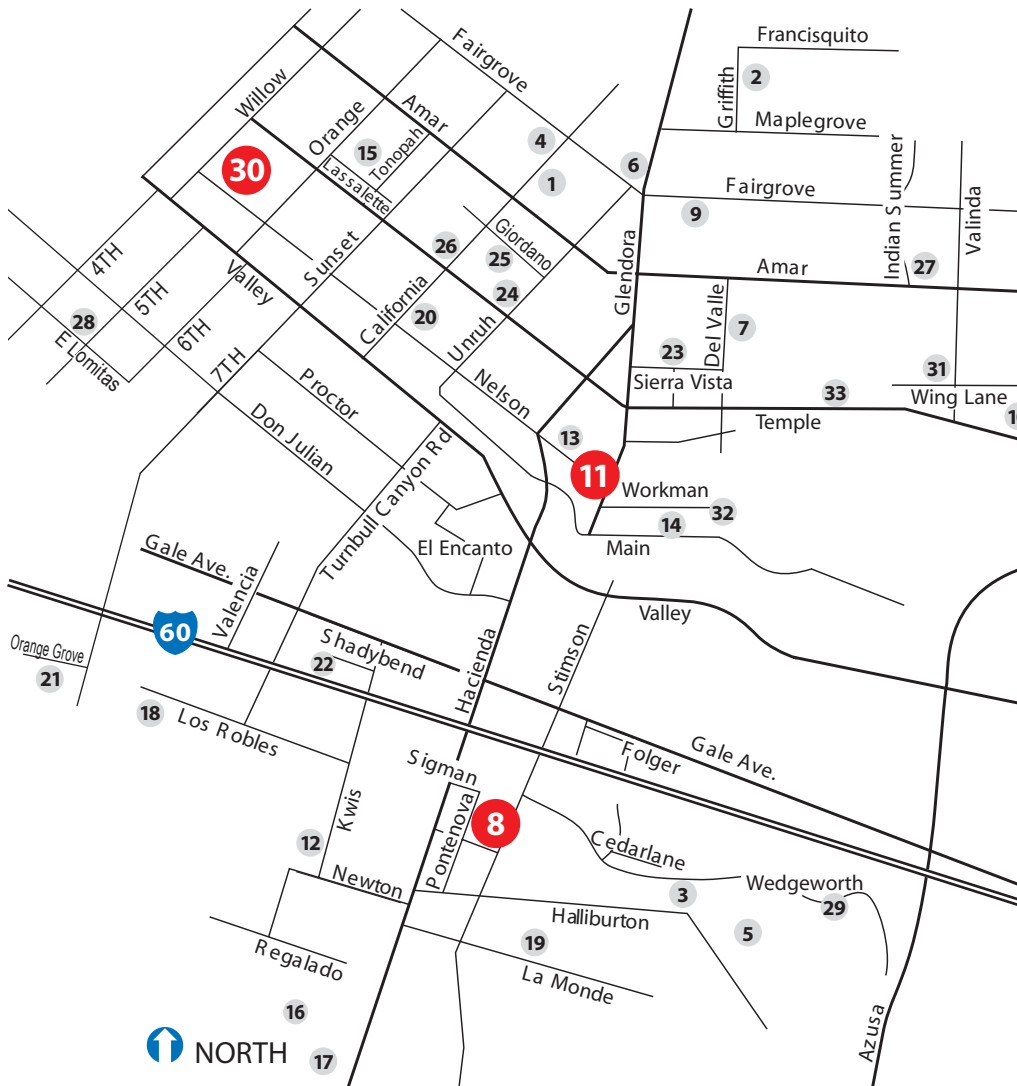 Francisquito
Fairgrove
Griffith
2
Willow
Amar
Maplegrove
Orange
15
Tonopah
4
Indian Summer
30
Lassalette
1
6
Fairgrove
Valinda
9
4TH
Sunset
26
Giordano
25
Glendora
Amar
27
Valley
5TH
24
28
California
20
Del Valle
7
6TH
Unruh
23
E Lomitas
7TH
Proctor
Nelson
Sierra Vista
31
33
Wing Lane
Don Julian
Temple
13
11
Turnbull Canyon Rd
Workman
32
14
Gale Ave.
El Encanto
Main
Valencia
60
Valley
Orange Grove
22
Shadybend
Hacienda
Stimson
21
18
Los Robles
Sigman
Folger
Gale Ave.
Kwis
Pontenova
8
12
Cedarlane
Newton
3
Wedgeworth
29
Halliburton
5
Regalado
19
La Monde
16
Azusa
NORTH
17